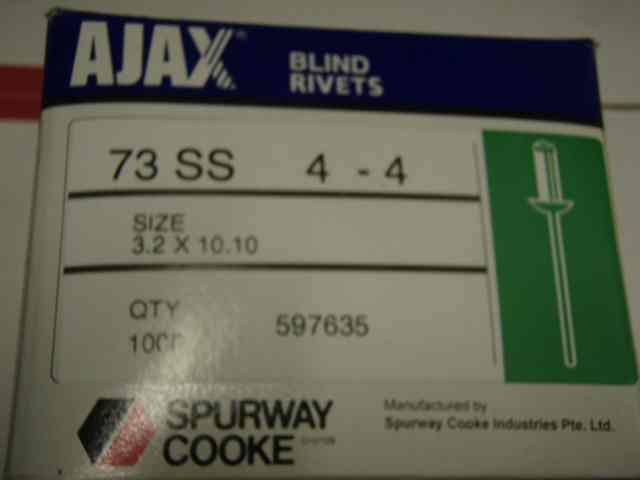 AJAX®
BLIND
RIVETS
73 SS 4 - 4
SIZE
3.2 X 10.10
QTY
597635
SPURWAY
COOKE
Manufactured by
Spurway Cooke Industries Pte. Ltd.